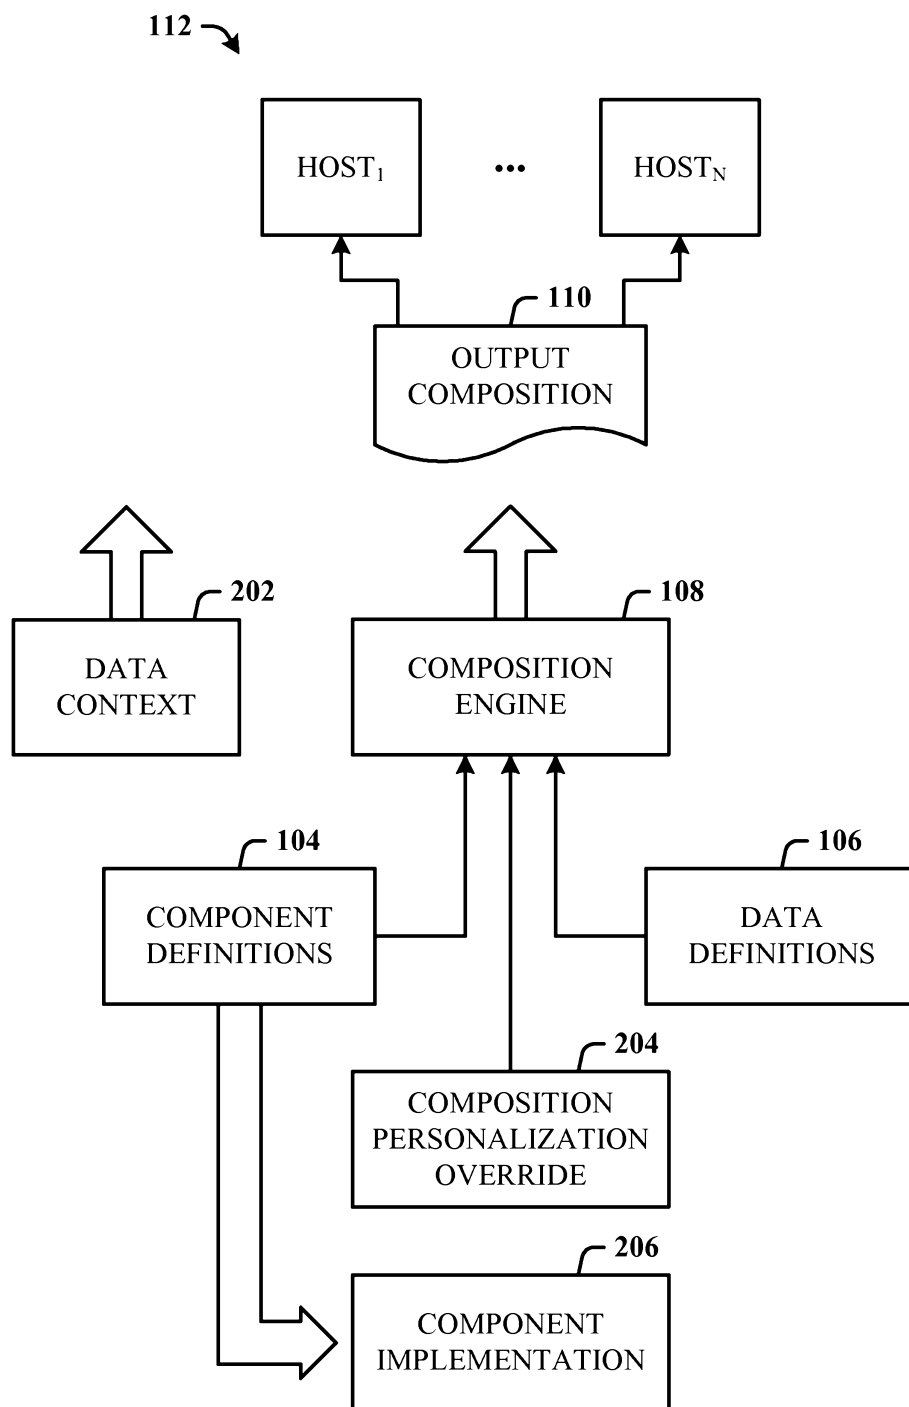 112
HOST1
...
HOSTN
110
OUTPUT
COMPOSITION
202
108
DATA
CONTEXT
COMPOSITION
ENGINE
104
106
COMPONENT
DEFINITIONS
DATA
DEFINITIONS
204
COMPOSITION
PERSONALIZATION
OVERRIDE
206
COMPONENT
IMPLEMENTATION